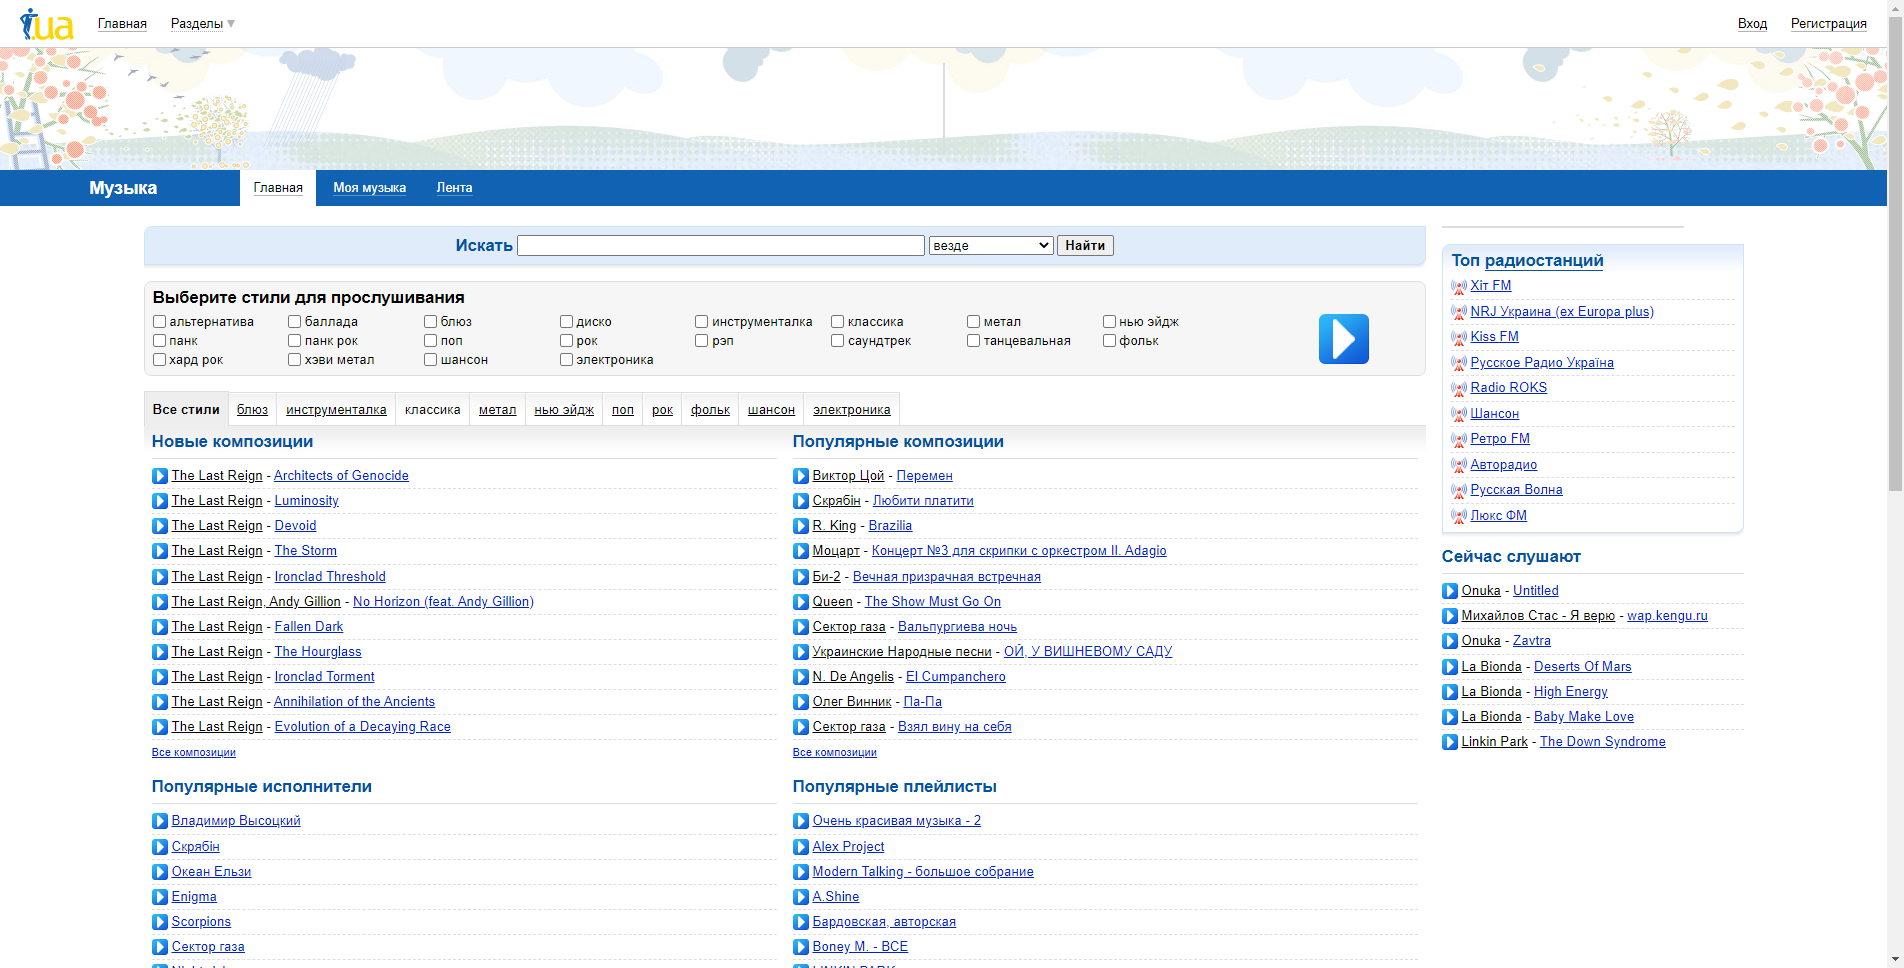 .ua
Главная Разделы
Вход Регистрация
Музыка Главная Моя музыка Лента
Искать везде Найти
Выберите стили для прослушивания
альтернатива баллада блюз диско инструменталка классика метал нью эйдж
панк панк рок поп рок рэп саундтрек танцевальная фольк
хард рок хэви метал шансон электроника
Все стили блюз инструменталка классика метал нью эйдж поп рок фольк шансон электроника
Новые композиции
The Last Reign - Architects of Genocide
The Last Reign - Luminosity
The Last Reign - Devoid
The Last Reign - The Storm
The Last Reign - Ironclad Threshold
The Last Reign, Andy Gillion - No Horizon (feat. Andy Gillion)
The Last Reign - Fallen Dark
The Last Reign - The Hourglass
The Last Reign - Ironclad Torment
The Last Reign - Annihilation of the Ancients
The Last Reign - Evolution of a Decaying Race
Все композиции
Популярные композиции
Виктор Цой - Перемен
Скрябін - Любити платити
R. King - Brazilia
Моцарт - Концерт №3 для скрипки с оркестром II. Adagio
Би-2 - Вечная призрачная встречная
Queen - The Show Must Go On
Сектор газа - Вальпургиева ночь
Украинские Народные песни - ОЙ, У ВИШНЕВОМУ САДУ
N. De Angelis - El Cumpanchero
Олег Винник - Па-Па
Сектор газа - Взял вину на себя
Все композиции
Популярные исполнители
Владимир Высоцкий
Скрябін
Океан Ельзи
Enigma
Scorpions
Сектор газа
Популярные плейлисты
Очень красивая музыка - 2
Alex Project
Modern Talking - большое собрание
A.Shine
Бардовская, авторская
Boney M. - ВСЕ
Топ радиостанций
Хіт FM
NRJ Украина (ex Europa plus)
Kiss FM
Русское Радио Україна
Radio ROKS
Шансон
Ретро FM
Авторадио
Русская Волна
Люкс ФМ
Сейчас слушают
Onuka - Untitled
Михайлов Стас - Я верю - wap.kengu.ru
Onuka - Zavtra
La Bionda - Deserts Of Mars
La Bionda - High Energy
La Bionda - Baby Make Love
Linkin Park - The Down Syndrome